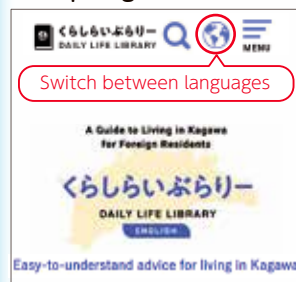 くらしらいぶらりー
DAILY LIFE LIBRARY
MENU
Switch between languages
A Guide to Living in Kagawa
for Foreign Residents
くらしらいぶらりー
DAILY LIFE LIBRARY
ENGLISH
Easy-to-understand advice for living in Kagawa